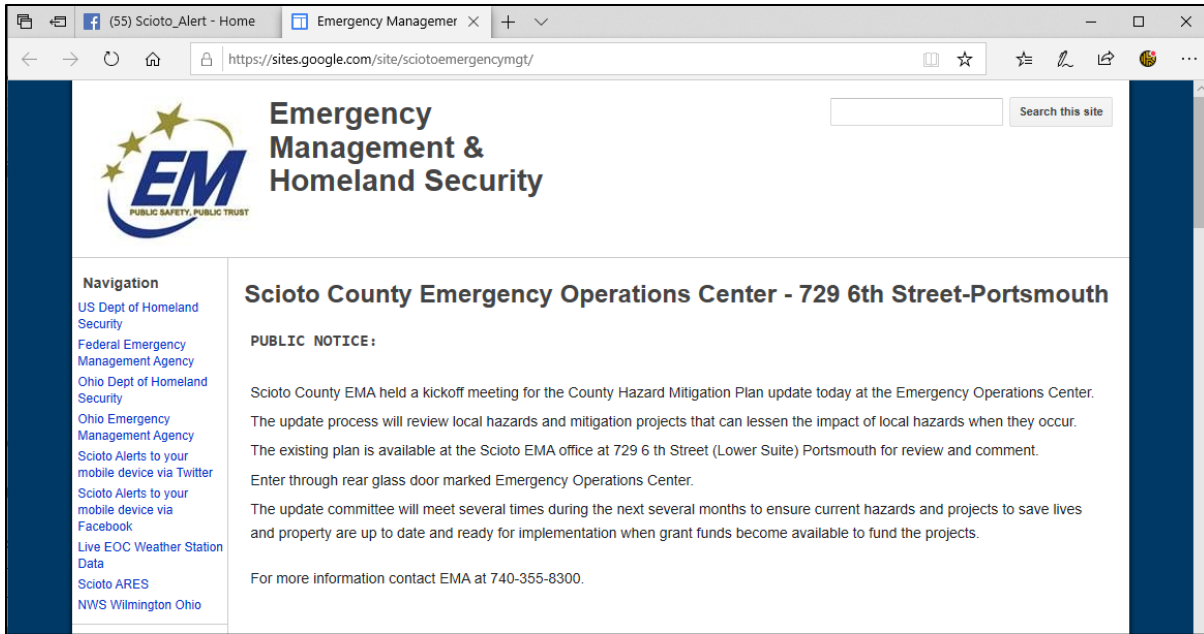 (55) Scioto_Alert - Home
Emergency Managemer
https://sites.google.com/site/sciotoemergencymgt/
EM
PUBLIC SAFETY, PUBLIC TRUST
Emergency
Management &
Homeland Security
Search this site
Navigation
US Dept of Homeland
Security
Federal Emergency
Management Agency
Ohio Dept of Homeland
Security
Ohio Emergency
Management Agency
Scioto Alerts to your
mobile device via Twitter
Scioto Alerts to your
mobile device via
Facebook
Live EOC Weather Station
Data
Scioto ARES
NWS Wilmington Ohio
Scioto County Emergency Operations Center - 729 6th Street-Portsmouth
PUBLIC NOTICE:
Scioto County EMA held a kickoff meeting for the County Hazard Mitigation Plan update today at the Emergency Operations Center.
The update process will review local hazards and mitigation projects that can lessen the impact of local hazards when they occur.
The existing plan is available at the Scioto EMA office at 729 6 th Street (Lower Suite) Portsmouth for review and comment.
Enter through rear glass door marked Emergency Operations Center.
The update committee will meet several times during the next several months to ensure current hazards and projects to save lives
and property are up to date and ready for implementation when grant funds become available to fund the projects.
For more information contact EMA at 740-355-8300.